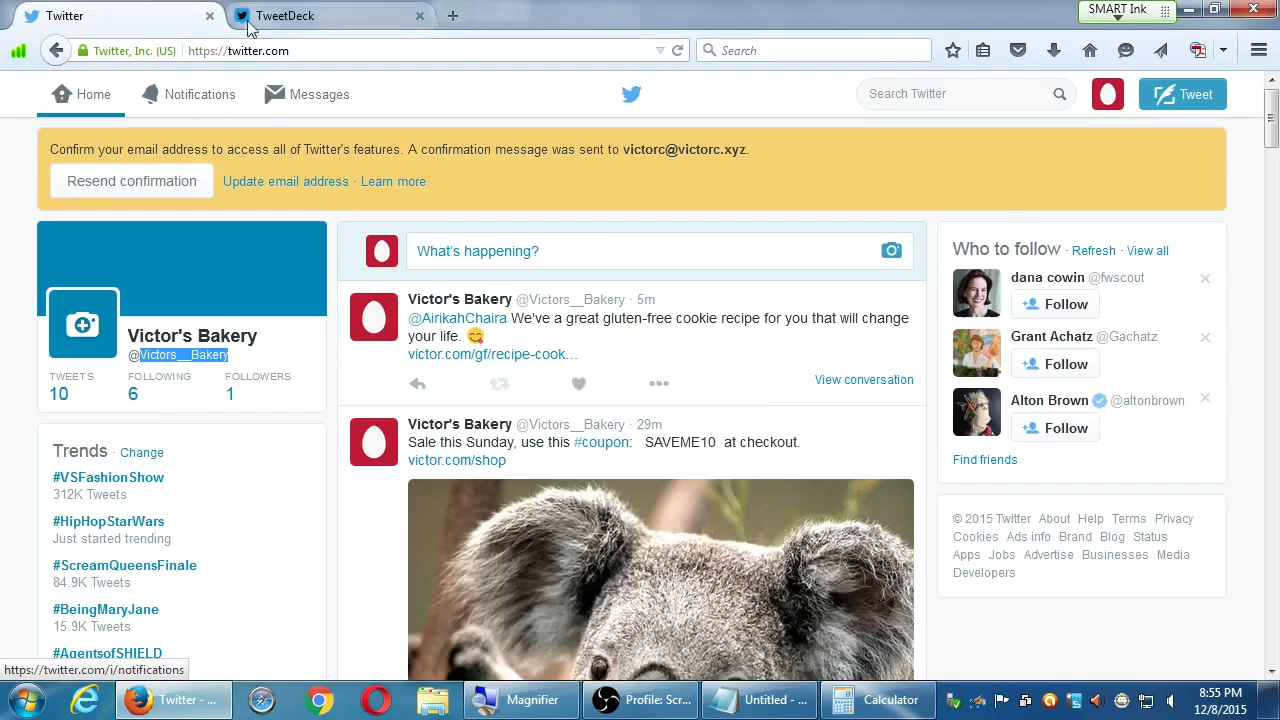 Twitter
TweetDeck
SMART Ink
Twitter, Inc. (US)
https://twitter.com
Search
Home
Notifications
Messages
Search Twitter
Tweet
Confirm your email address to access all of Twitter's features. A confirmation message was sent to victorc@victorc.xyz.
Resend confirmation
Update email address · Learn more
Victor's Bakery
@Victors__Bakery
TWEETS FOLLOWING FOLLOWERS
10 6 1
Trends · Change
#VSFashionShow
312K Tweets
#HipHopStarWars
Just started trending
#ScreamQueensFinale
84.9K Tweets
#BeingMaryJane
15.9K Tweets
#AgentsofSHIELD
https://twitter.com/i/notifications
What's happening?
Victor's Bakery @Victors__Bakery · 5m
@AirikahChaira We've a great gluten-free cookie recipe for you that will change
your life. 😋
victor.com/gf/recipe-cook…
View conversation
Victor's Bakery @Victors__Bakery · 29m
Sale this Sunday, use this #coupon: SAVEME10 at checkout.
victor.com/shop
Who to follow · Refresh · View all
dana cowin @fwscout
Follow
Grant Achatz @Gachatz
Follow
Alton Brown @altonbrown
Follow
Find friends
© 2015 Twitter About Help Terms Privacy
Cookies Ads info Brand Blog Status
Apps Jobs Advertise Businesses Media
Developers
Twitter - ...
Magnifier
Profile: Scr...
Untitled - ...
Calculator
8:55 PM
12/8/2015